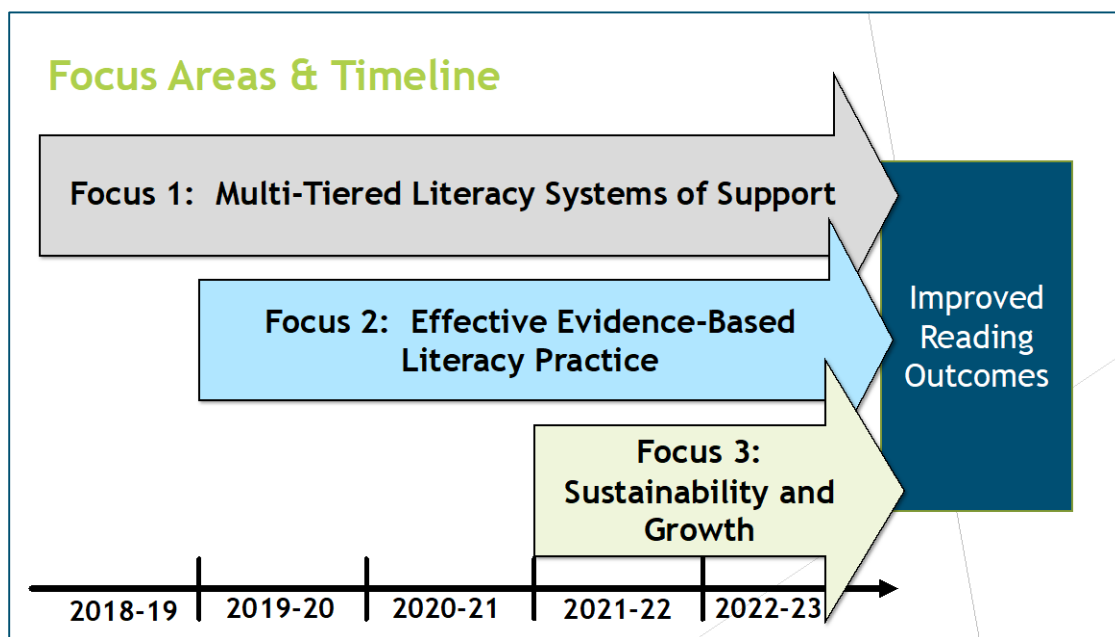 Focus Areas & Timeline
Focus 1:  Multi-Tiered Literacy Systems of Support
Focus 2:  Effective Evidence-Based
Literacy Practice
Focus 3:
Sustainability and
Growth
Improved
Reading
Outcomes
2018-19
2019-20
2020-21
2021-22
2022-23